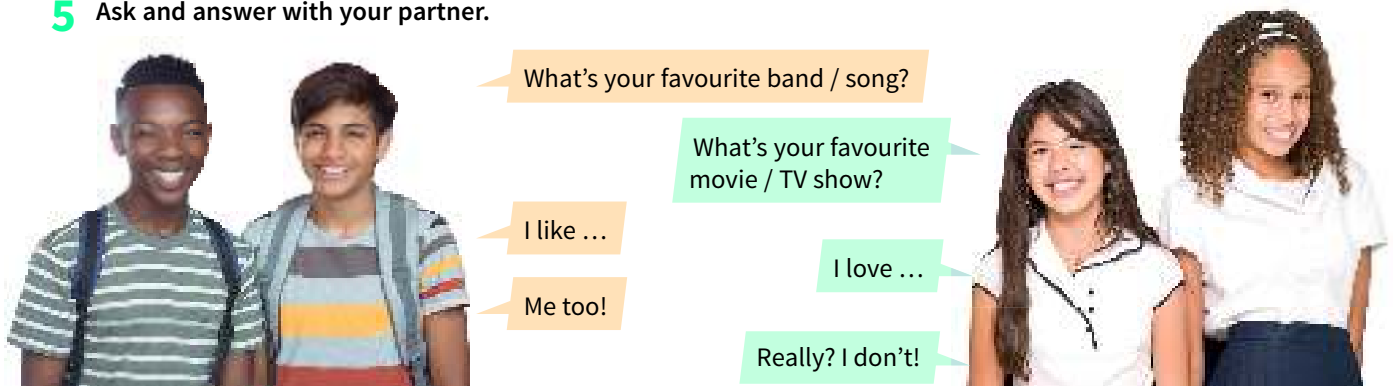 5 Ask and answer with your partner.
What's your favourite band / song?
What's your favourite
movie / TV show?
I like …
I love …
Me too!
Really? I don't!